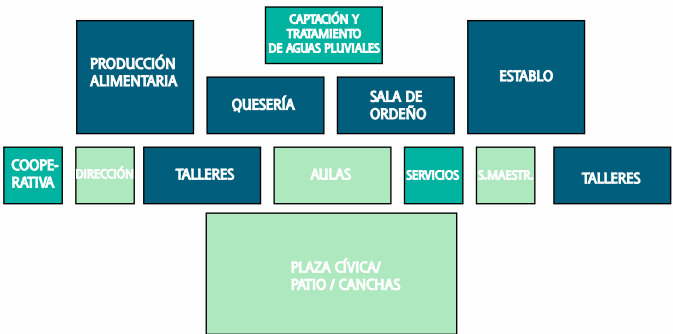 CAPTACIÓN Y
TRATAMIENTO
DE AGUAS PLUVIALES
PRODUCCIÓN
ALIMENTARIA
QUESERÍA
SALA DE
ORDEÑO
ESTABLO
COOPE-
RATIVA
DIRECCIÓN
TALLERES
AULAS
SERVICIOS
S.MAESTR.
TALLERES
PLAZA CÍVICA/
PATIO / CANCHAS